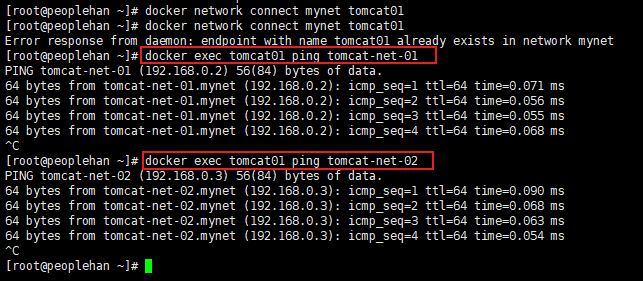 [root@peoplehan ~]# docker network connect mynet tomcat01
[root@peoplehan ~]# docker network connect mynet tomcat01
Error response from daemon: endpoint with name tomcat01 already exists in network mynet
[root@peoplehan ~]# docker exec tomcat01 ping tomcat-net-01
PING tomcat-net-01 (192.168.0.2) 56(84) bytes of data.
64 bytes from tomcat-net-01.mynet (192.168.0.2): icmp_seq=1 ttl=64 time=0.071 ms
64 bytes from tomcat-net-01.mynet (192.168.0.2): icmp_seq=2 ttl=64 time=0.056 ms
64 bytes from tomcat-net-01.mynet (192.168.0.2): icmp_seq=3 ttl=64 time=0.055 ms
64 bytes from tomcat-net-01.mynet (192.168.0.2): icmp_seq=4 ttl=64 time=0.068 ms
^C
[root@peoplehan ~]# docker exec tomcat01 ping tomcat-net-02
PING tomcat-net-02 (192.168.0.3) 56(84) bytes of data.
64 bytes from tomcat-net-02.mynet (192.168.0.3): icmp_seq=1 ttl=64 time=0.090 ms
64 bytes from tomcat-net-02.mynet (192.168.0.3): icmp_seq=2 ttl=64 time=0.068 ms
64 bytes from tomcat-net-02.mynet (192.168.0.3): icmp_seq=3 ttl=64 time=0.063 ms
64 bytes from tomcat-net-02.mynet (192.168.0.3): icmp_seq=4 ttl=64 time=0.054 ms
^C
[root@peoplehan ~]#